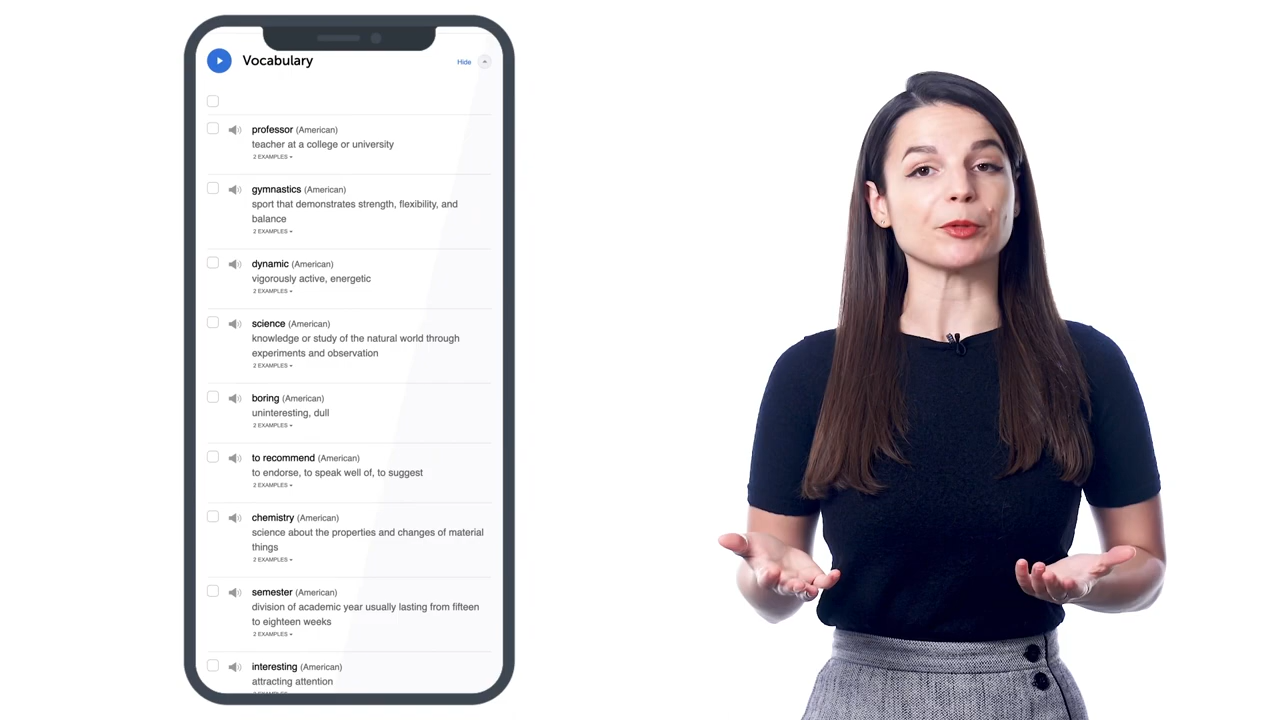 Vocabulary
Hide
professor (American)
teacher at a college or university
2 EXAMPLES
gymnastics (American)
sport that demonstrates strength, flexibility, and
balance
2 EXAMPLES
dynamic (American)
vigorously active, energetic
2 EXAMPLES
science (American)
knowledge or study of the natural world through
experiments and observation
2 EXAMPLES
boring (American)
uninteresting, dull
2 EXAMPLES
to recommend (American)
to endorse, to speak well of, to suggest
2 EXAMPLES
chemistry (American)
science about the properties and changes of material
things
2 EXAMPLES
semester (American)
division of academic year usually lasting from fifteen
to eighteen weeks
2 EXAMPLES
interesting (American)
attracting attention